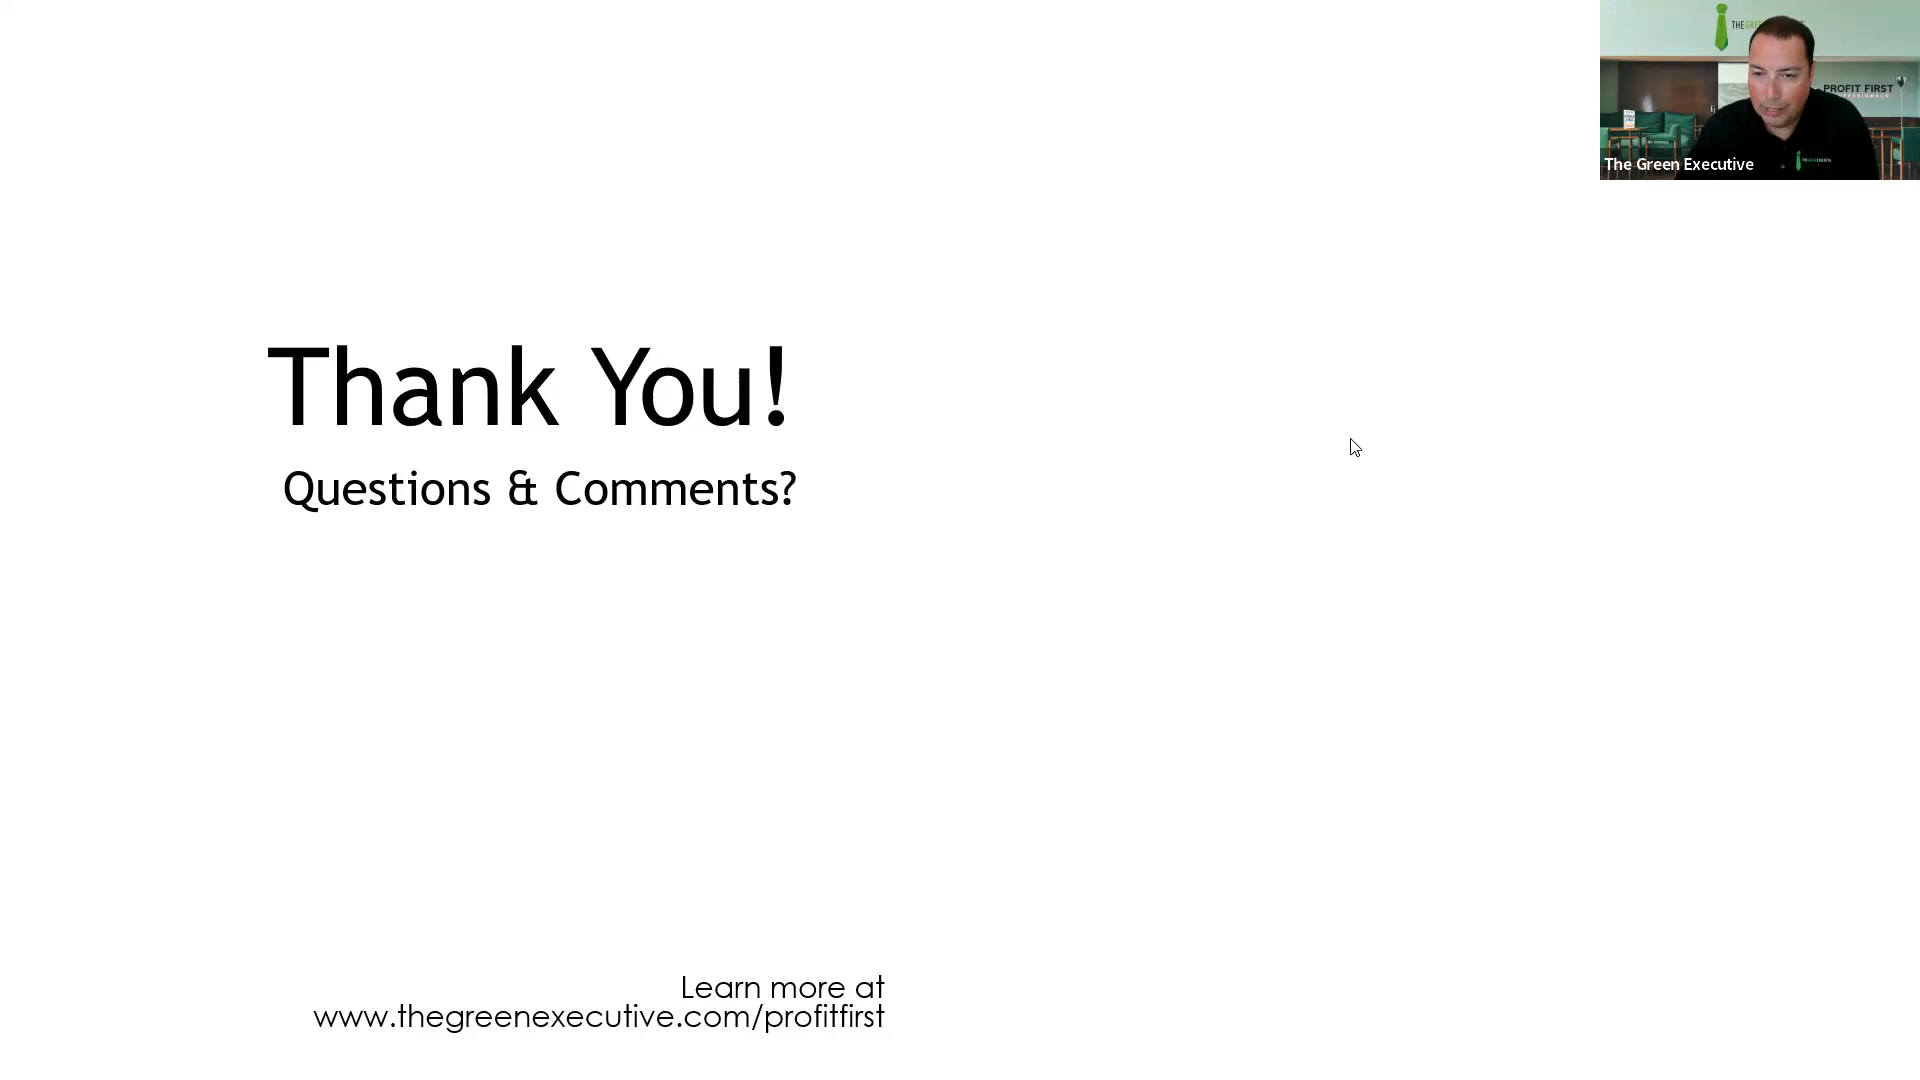 PROFIT FIRST
The Green Executive
Thank You!
Questions & Comments?
Learn more at
www.thegreenexecutive.com/profitfirst